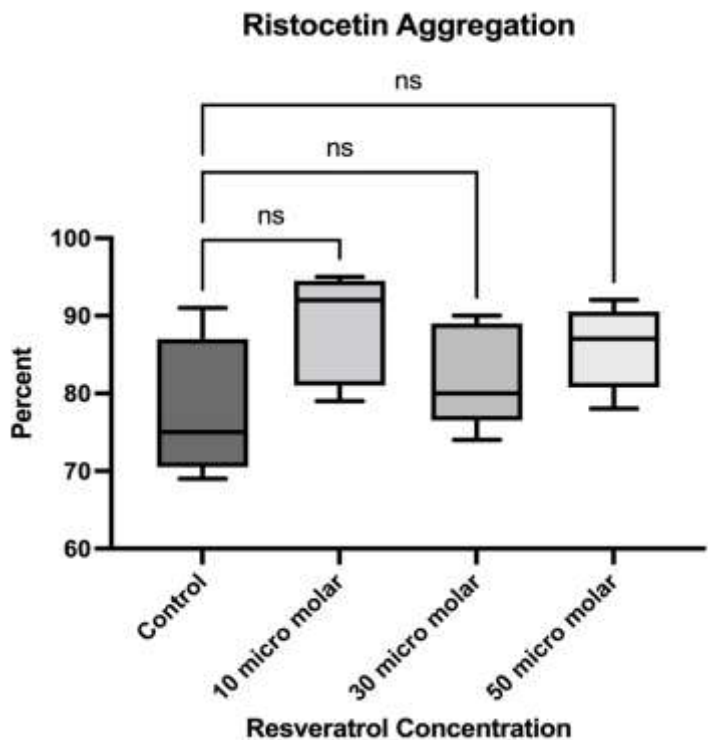 Ristocetin Aggregation
ns
ns
ns
100
90
80
70
60
Percent
Control
10 micro molar
30 micro molar
50 micro molar
Resveratrol Concentration